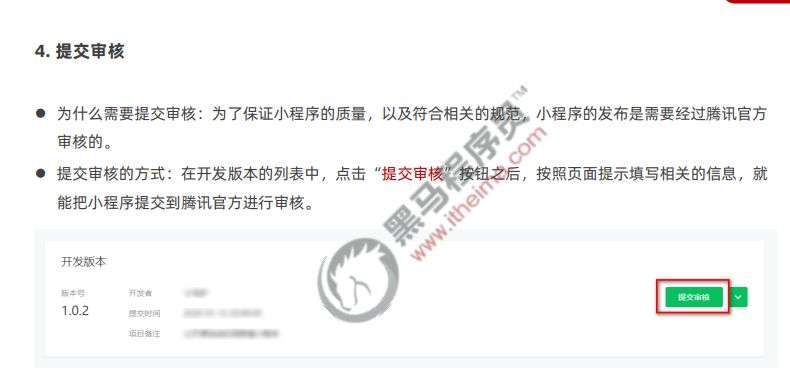 4. 提交审核
● 为什么需要提交审核：为了保证小程序的质量，以及符合相关的规范，小程序的发布是需要经过腾讯官方
审核的。
● 提交审核的方式：在开发版本的列表中，点击“提交审核”按钮之后，按照页面提示填写相关的信息，就
能把小程序提交到腾讯官方进行审核。
黑马程序员™
www.itheima.com
开发版本
版本号 开发者
1.0.2 提交时间 提交审核
项目备注